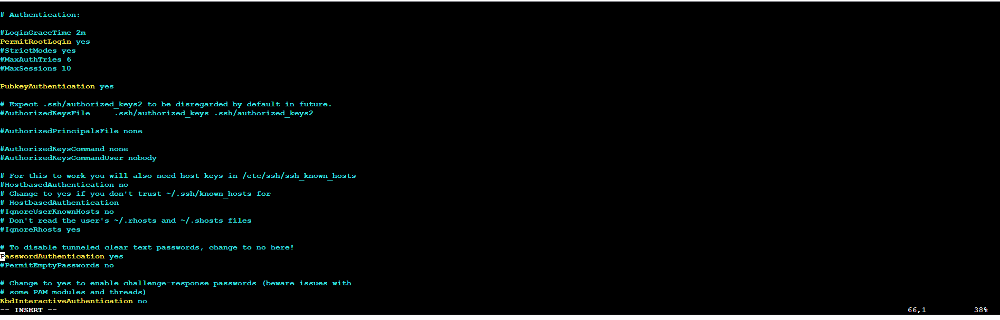 # Authentication:
#LoginGraceTime 2m
PermitRootLogin yes
#StrictModes yes
#MaxAuthTries 6
#MaxSessions 10
PubkeyAuthentication yes
# Expect .ssh/authorized_keys2 to be disregarded by default in future.
#AuthorizedKeysFile     .ssh/authorized_keys .ssh/authorized_keys2
#AuthorizedPrincipalsFile none
#AuthorizedKeysCommand none
#AuthorizedKeysCommandUser nobody
# For this to work you will also need host keys in /etc/ssh/ssh_known_hosts
#HostbasedAuthentication no
# Change to yes if you don't trust ~/.ssh/known_hosts for
# HostbasedAuthentication
#IgnoreUserKnownHosts no
# Don't read the user's ~/.rhosts and ~/.shosts files
#IgnoreRhosts yes
# To disable tunneled clear text passwords, change to no here!
PasswordAuthentication yes
#PermitEmptyPasswords no
# Change to yes to enable challenge-response passwords (beware issues with
# some PAM modules and threads)
KbdInteractiveAuthentication no
-- INSERT -- 66,1 38%